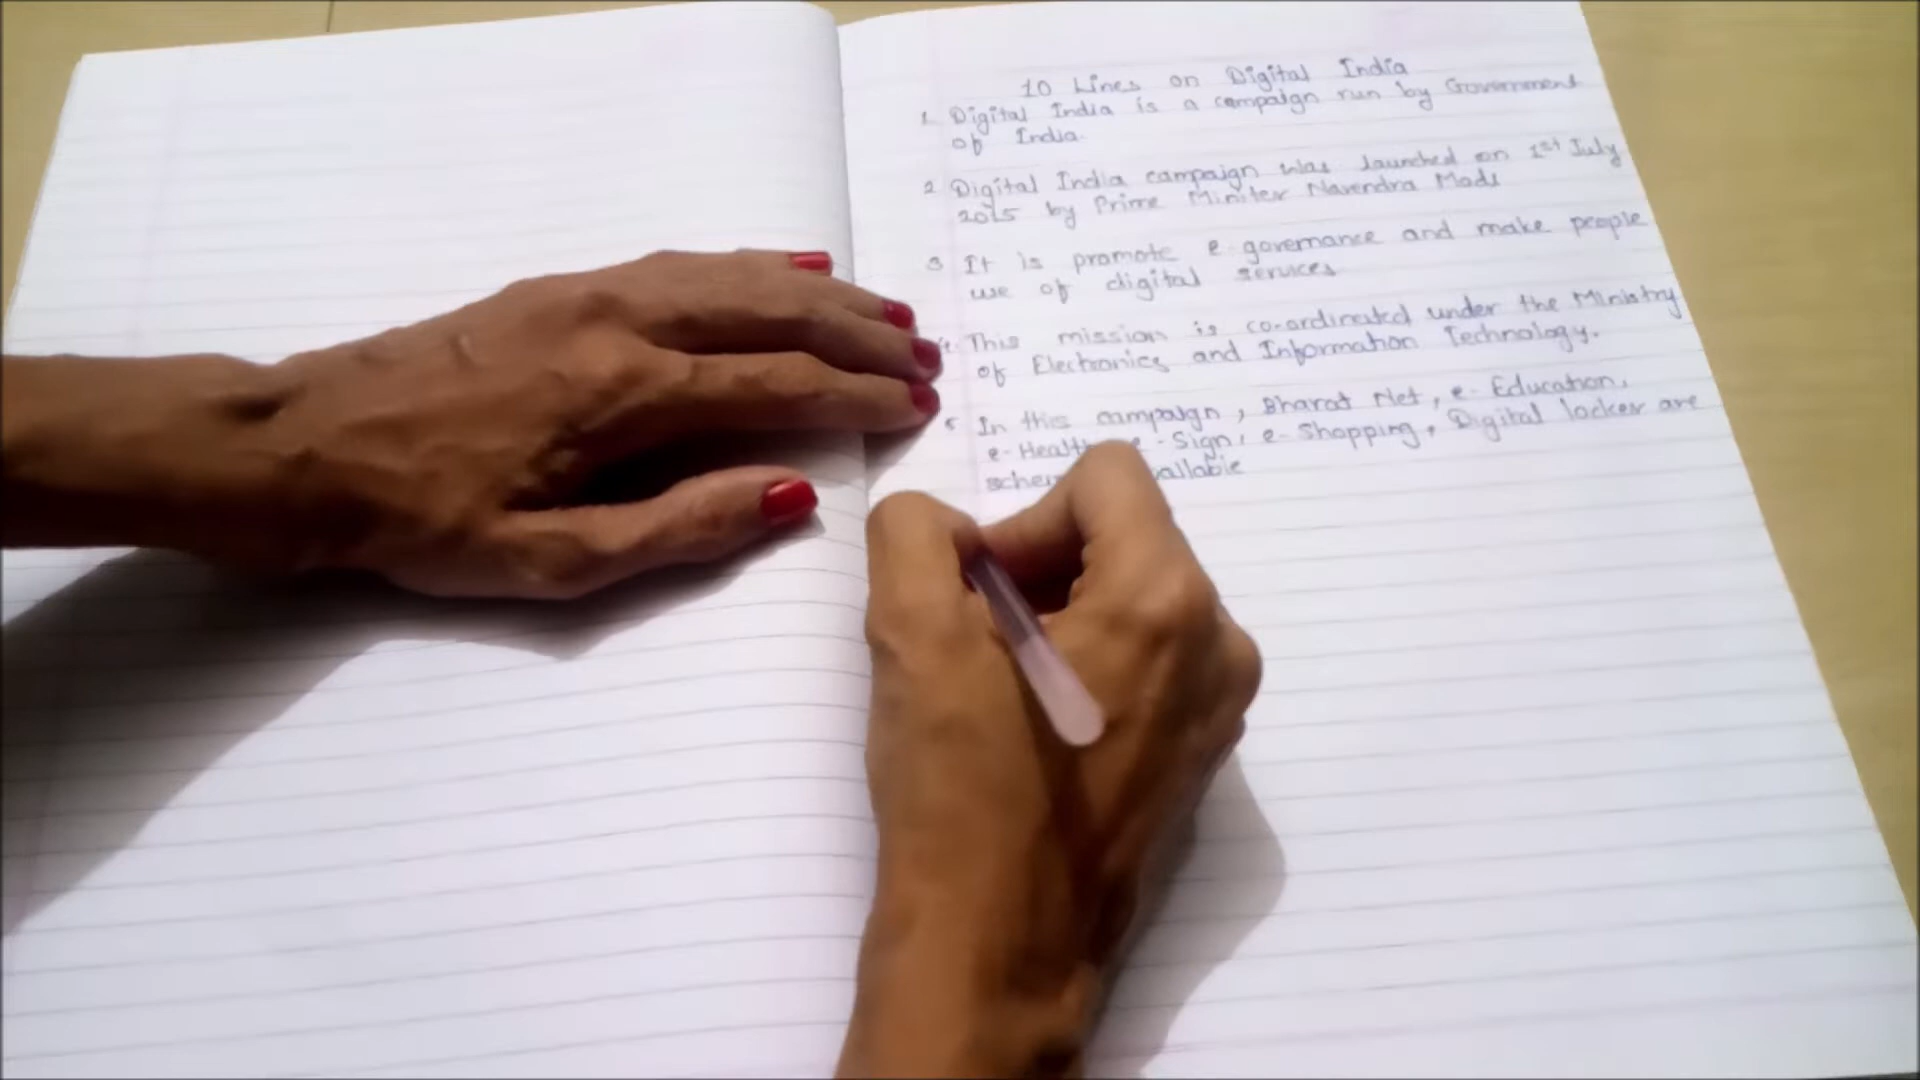 10 Lines on Digital India
1. Digital India is a campaign run by Government
of India.
2 Digital India campaign was launched on 1st July
2015 by Prime Miniter Narendra Modi
3 It is promote e-governance and make people
use of digital services
4. This mission is co-ordinated under the Ministry
of Electronics and Information Technology.
5 In this campaign, Bharat Net, e-Education,
e-Health e-Sign, e-Shopping, Digital locker are